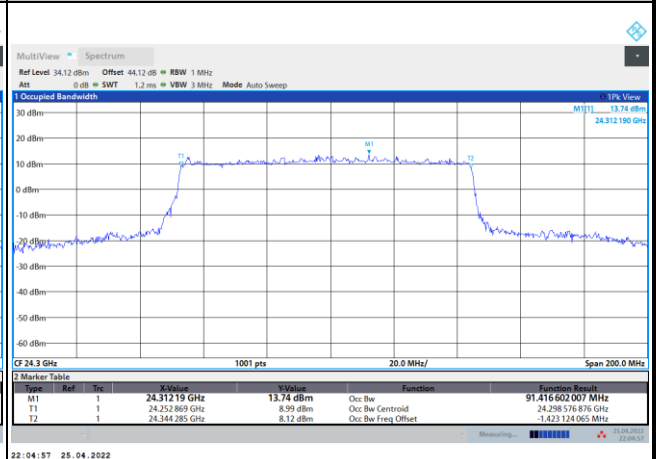 MultiView Spectrum
Ref Level 34.12 dBm Offset 44.12 dB RBW 1 MHz
Att 0 dB SWT 1.2 ms VBW 3 MHz Mode Auto Sweep
1 Occupied Bandwidth 1Pk View
M1[1] 13.74 dBm
24.312 190 GHz
30 dBm
20 dBm
M1
T1 T2
10 dBm
0 dBm
-10 dBm
-20 dBm
-30 dBm
-40 dBm
-50 dBm
-60 dBm
CF 24.3 GHz 1001 pts 20.0 MHz/ Span 200.0 MHz
2 Marker Table
Type Ref Trc X-Value Y-Value Function Function Result
M1 1 24.31219 GHz 13.74 dBm Occ Bw 91.416602007 MHz
T1 1 24.252 869 GHz 8.99 dBm Occ Bw Centroid 24.298 576 876 GHz
T2 1 24.344 285 GHz 8.12 dBm Occ Bw Freq Offset -1.423 124 065 MHz
Measuring... 25.04.2022
22:04:57
22:04:57 25.04.2022